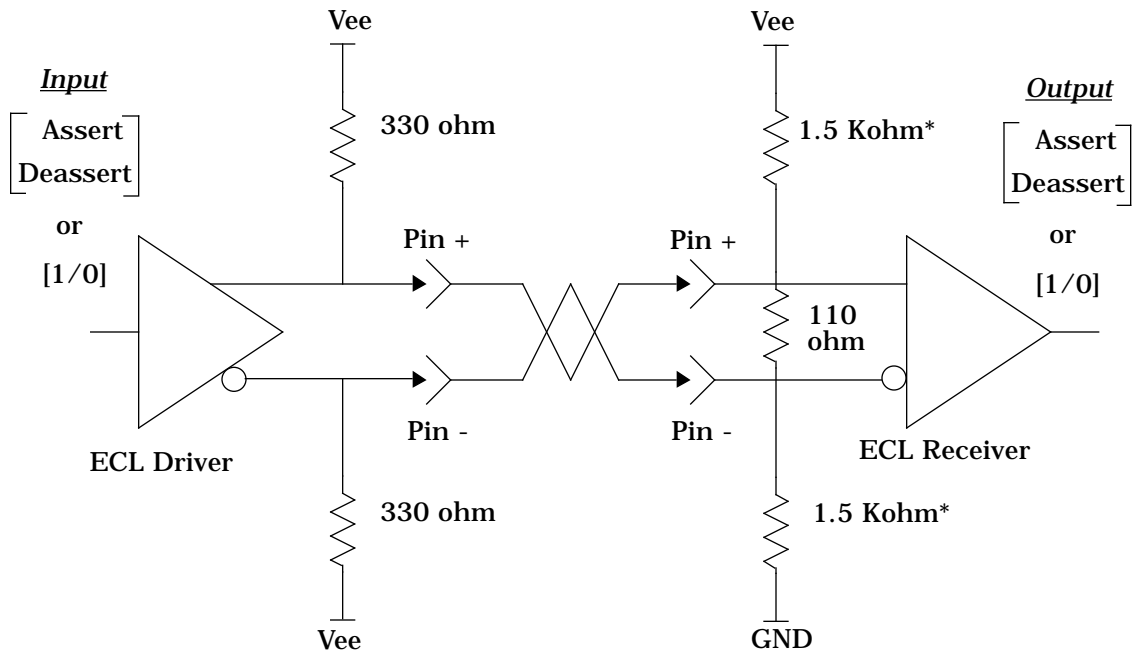 Vee
Vee
Input
Output
330 ohm
1.5 Kohm*
Assert
Deassert
Assert
Deassert
or
or
[1/0]
[1/0]
Pin +
Pin +
110
ohm
Pin -
Pin -
ECL Driver
ECL Receiver
330 ohm
1.5 Kohm*
Vee
GND